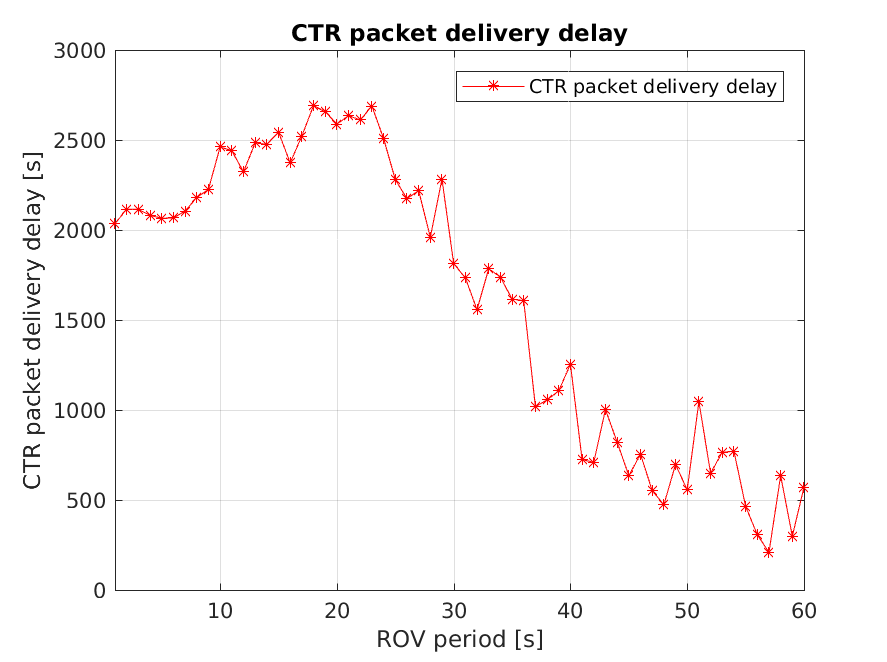 CTR packet delivery delay
CTR packet delivery delay
3000
2500
2000
1500
1000
500
0
CTR packet delivery delay [s]
10 20 30 40 50 60
ROV period [s]